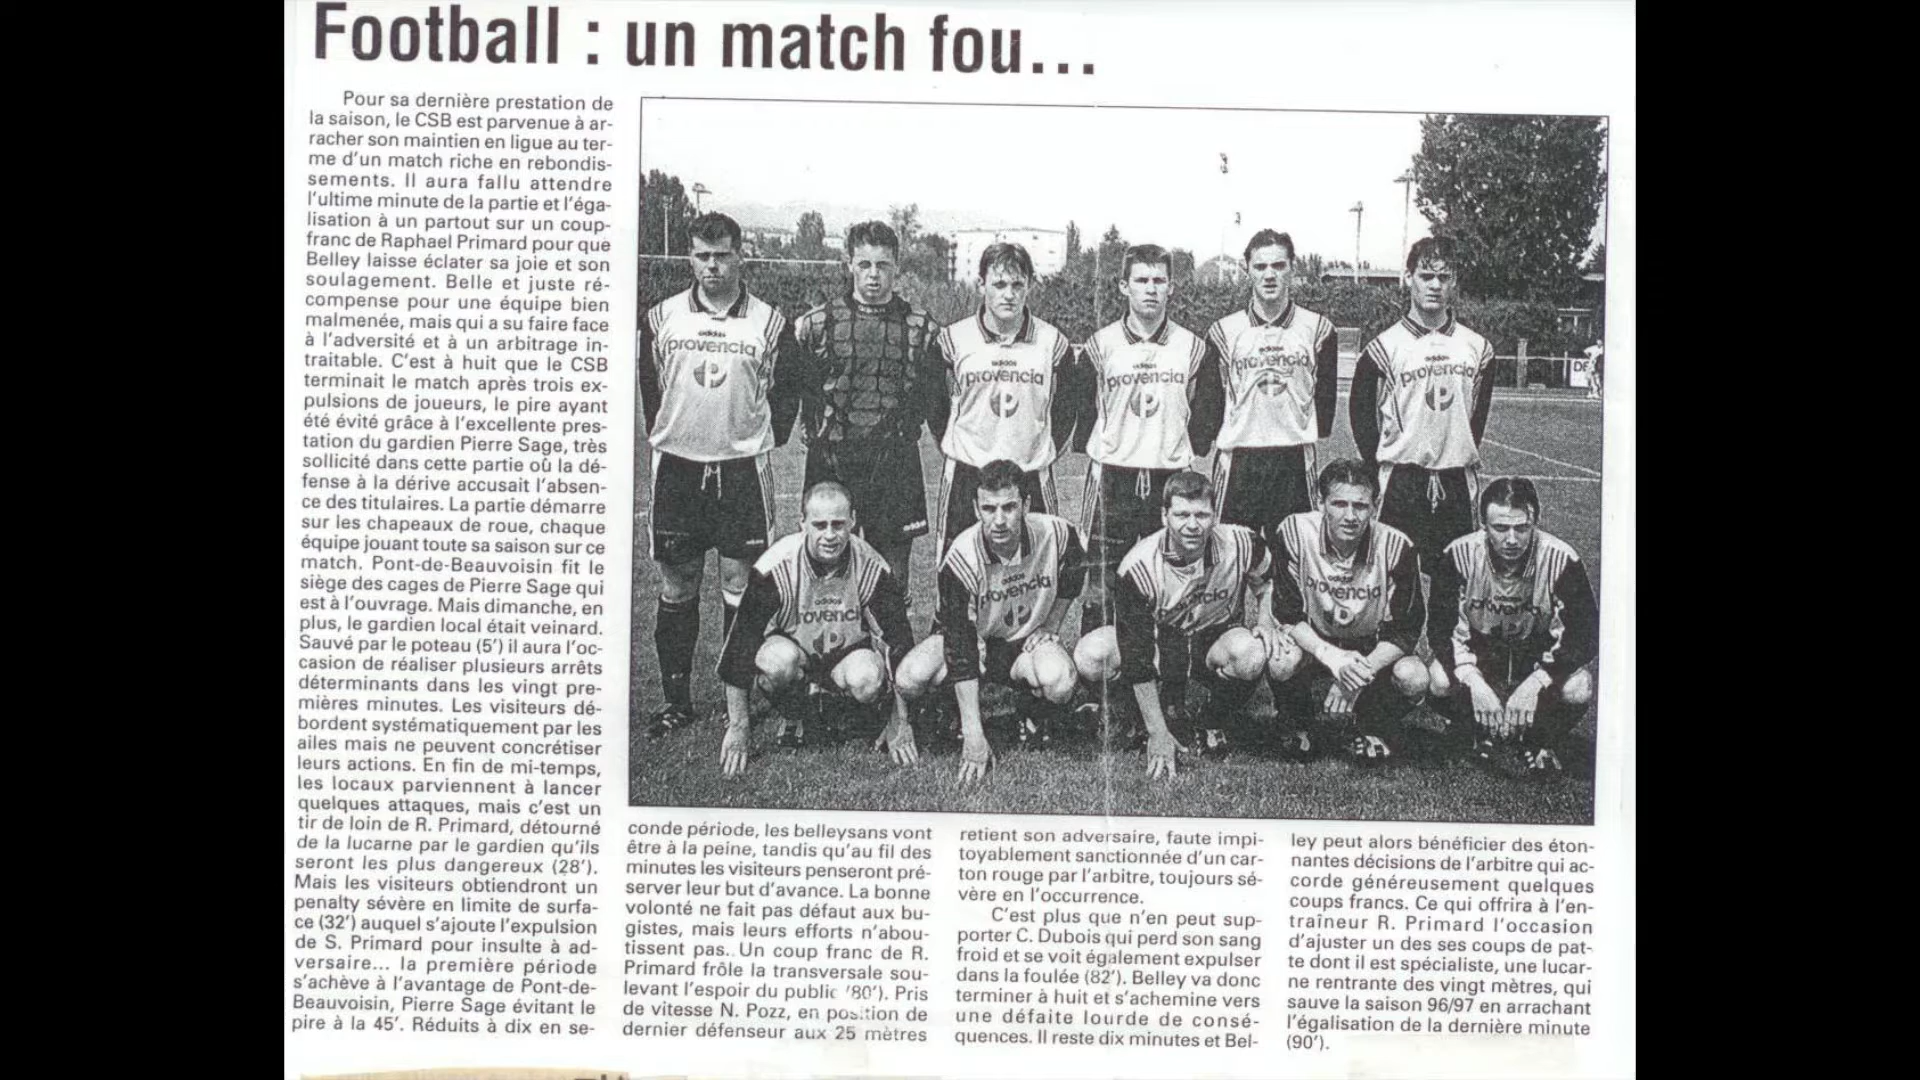 Football : un match fou...
Pour sa dernière prestation de
la saison, le CSB est parvenue à ar-
racher son maintien en ligue au ter-
me d'un match riche en rebondis-
sements. Il aura fallu attendre
l'ultime minute de la partie et l'éga-
lisation à un partout sur un coup-
franc de Raphael Primard pour que
Belley laisse éclater sa joie et son
soulagement. Belle et juste ré-
compense pour une équipe bien
malmenée, mais qui a su faire face
à l'adversité et à un arbitrage in-
traitable. C'est à huit que le CSB
terminait le match après trois ex-
pulsions de joueurs, le pire ayant
été évité grâce à l'excellente pres-
tation du gardien Pierre Sage, très
sollicité dans cette partie où la dé-
fense à la dérive accusait l'absen-
ce des titulaires. La partie démarre
sur les chapeaux de roue, chaque
équipe jouant toute sa saison sur ce
match. Pont-de-Beauvoisin fit le
siège des cages de Pierre Sage qui
est à l'ouvrage. Mais dimanche, en
plus, le gardien local était veinard.
Sauvé par le poteau (5') il aura l'oc-
casion de réaliser plusieurs arrêts
déterminants dans les vingt pre-
mières minutes. Les visiteurs dé-
bordent systématiquement par les
ailes mais ne peuvent concrétiser
leurs actions. En fin de mi-temps,
les locaux parviennent à lancer
quelques attaques, mais c'est un
tir de loin de R. Primard, détourné
de la lucarne par le gardien qu'ils
seront les plus dangereux (28').
Mais les visiteurs obtiendront un
penalty sévère en limite de surfa-
ce (32') auquel s'ajoute l'expulsion
de S. Primard pour insulte à ad-
versaire... la première période
s'achève à l'avantage de Pont-de-
Beauvoisin, Pierre Sage évitant le
pire à la 45'. Réduits à dix en se-
conde période, les belleysans vont
être à la peine, tandis qu'au fil des
minutes les visiteurs penseront pré-
server leur but d'avance. La bonne
volonté ne fait pas défaut aux bu-
gistes, mais leurs efforts n'abou-
tissent pas. Un coup franc de R.
Primard frôle la transversale sou-
levant l'espoir du public '80'). Pris
de vitesse N. Pozz, en position de
dernier défenseur aux 25 mètres
retient son adversaire, faute impi-
toyablement sanctionnée d'un car-
ton rouge par l'arbitre, toujours sé-
vère en l'occurrence.
C'est plus que n'en peut sup-
porter C. Dubois qui perd son sang
froid et se voit également expulser
dans la foulée (82'). Belley va donc
terminer à huit et s'achemine vers
une défaite lourde de consé-
quences. Il reste dix minutes et Bel-
ley peut alors bénéficier des éton-
nantes décisions de l'arbitre qui ac-
corde généreusement quelques
coups francs. Ce qui offrira à l'en-
traîneur R. Primard l'occasion
d'ajuster un des ses coups de pat-
te dont il est spécialiste, une lucar-
ne rentrante des vingt mètres, qui
sauve la saison 96/97 en arrachant
l'égalisation de la dernière minute
(90').
adidas
provencia
adidas
provencia
adidas
provencia
adidas
provencia
adidas
provencia
adidas
adidas
provencia
adidas
provencia
provencia
adidas
provencia
provencia
DE